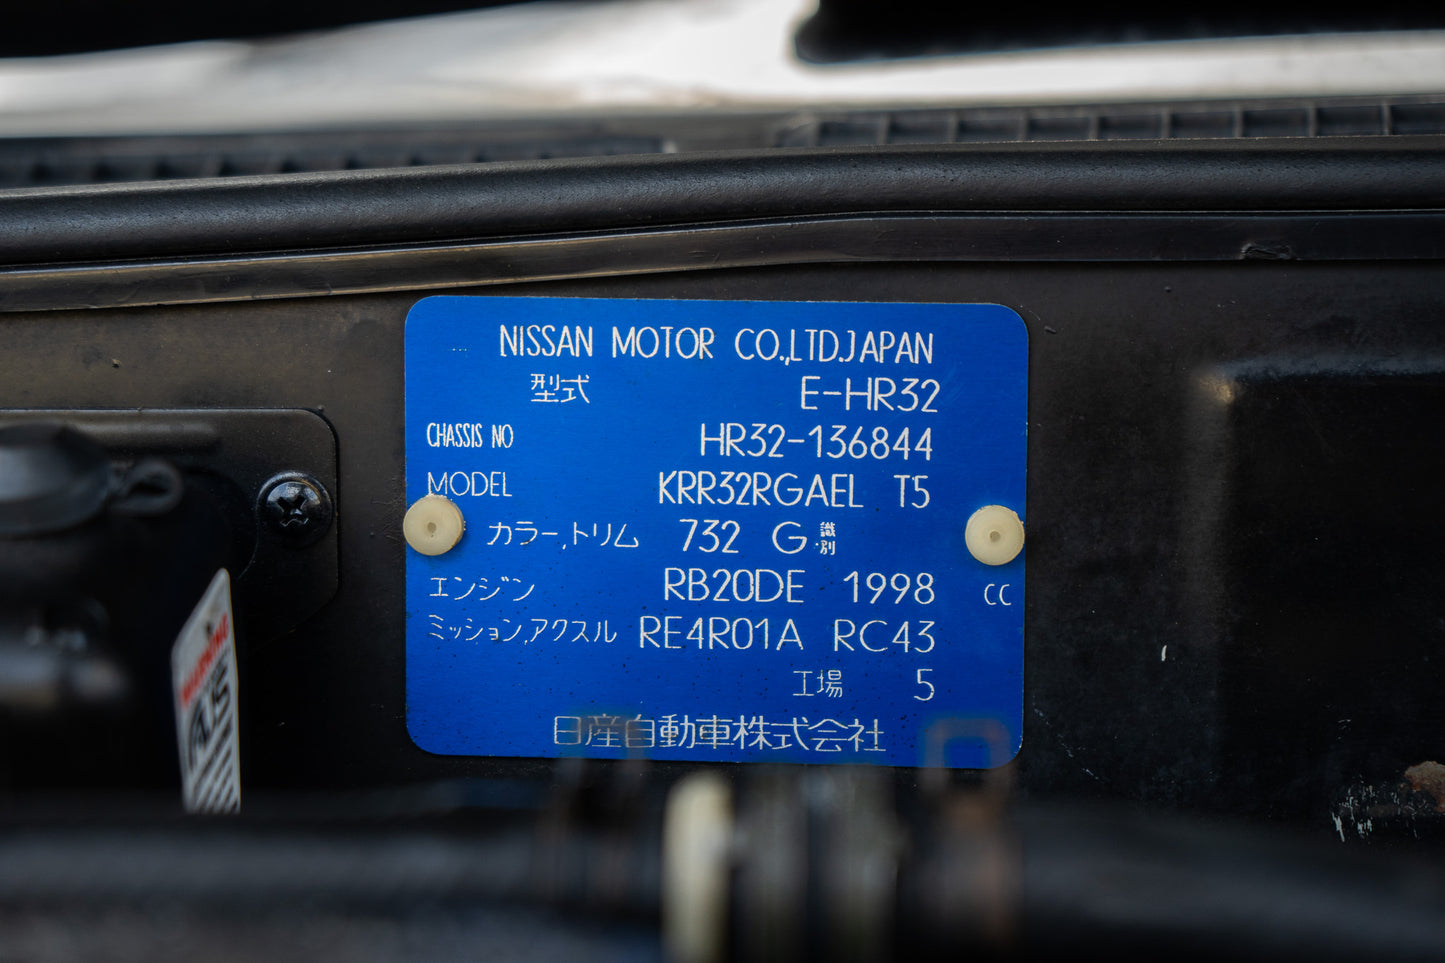 NISSAN MOTOR CO.,LTD.JAPAN
型式 E-HR32
CHASSIS NO HR32-136844
MODEL KRR32RGAEL T5
カラー,トリム 732 G 識別
エンジン RB20DE 1998 cc
ミッション,アクスル RE4R01A RC43
工場 5
日産自動車株式会社